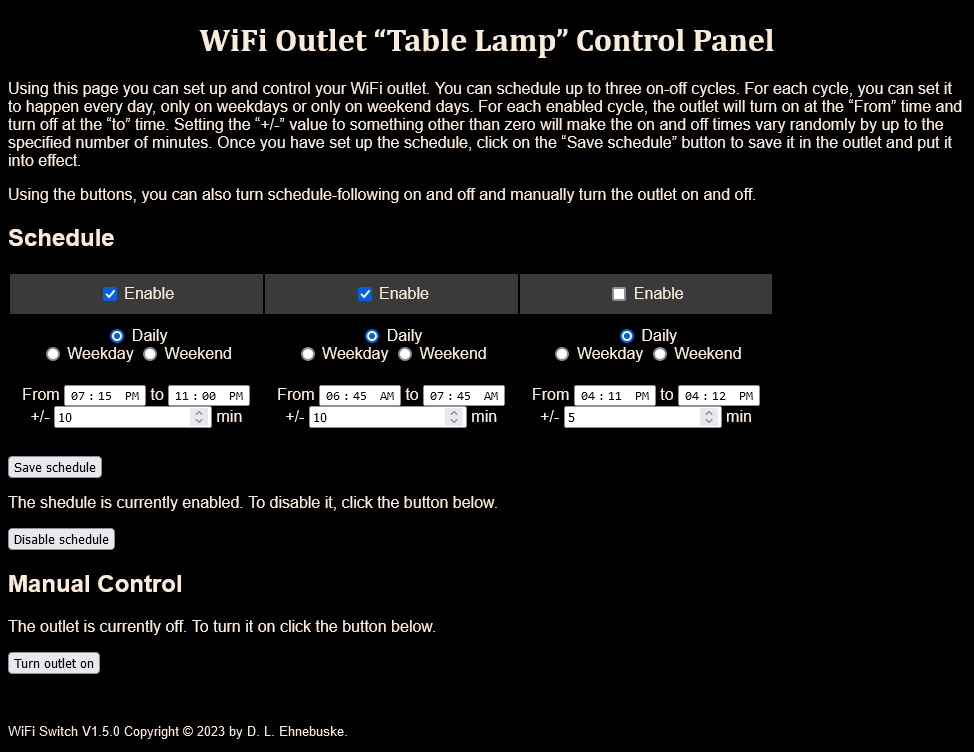 WiFi Outlet “Table Lamp” Control Panel
Using this page you can set up and control your WiFi outlet. You can schedule up to three on-off cycles. For each cycle, you can set it
to happen every day, only on weekdays or only on weekend days. For each enabled cycle, the outlet will turn on at the “From” time and
turn off at the “to” time. Setting the “+/-” value to something other than zero will make the on and off times vary randomly by up to the
specified number of minutes. Once you have set up the schedule, click on the “Save schedule” button to save it in the outlet and put it
into effect.
Using the buttons, you can also turn schedule-following on and off and manually turn the outlet on and off.
Schedule
Enable Enable Enable
Daily Daily Daily
Weekday Weekend Weekday Weekend Weekday Weekend
From 07:15 PM to 11:00 PM From 06:45 AM to 07:45 AM From 04:11 PM to 04:12 PM
+/- 10 min +/- 10 min +/- 5 min
Save schedule
The shedule is currently enabled. To disable it, click the button below.
Disable schedule
Manual Control
The outlet is currently off. To turn it on click the button below.
Turn outlet on
WiFi Switch V1.5.0 Copyright © 2023 by D. L. Ehnebuske.